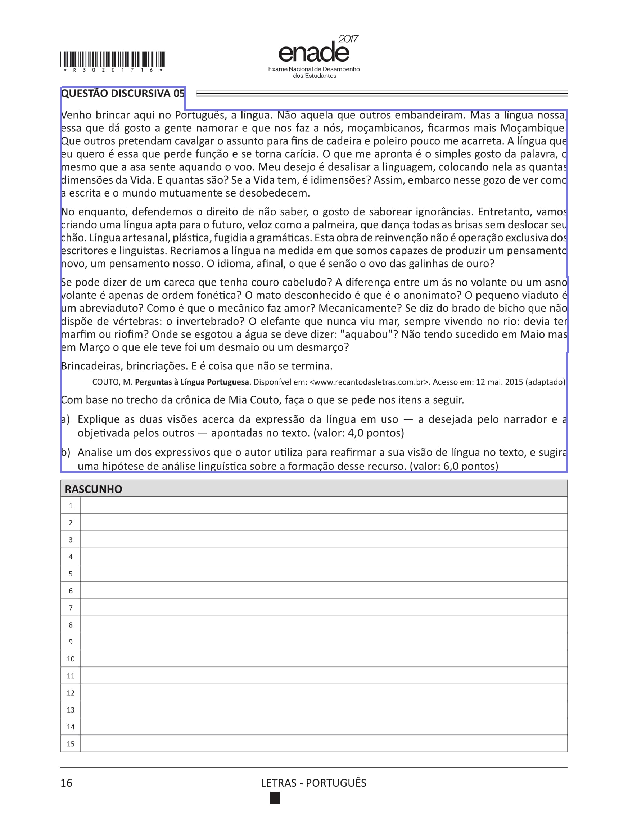 *R30201716*
enade 2017
Exame Nacional de Desempenho
dos Estudantes
QUESTÃO DISCURSIVA 05
Venho brincar aqui no Português, a língua. Não aquela que outros embandeiram. Mas a língua nossa,
essa que dá gosto a gente namorar e que nos faz a nós, moçambicanos, ficarmos mais Moçambique.
Que outros pretendam cavalgar o assunto para fins de cadeira e poleiro pouco me acarreta. A língua que
eu quero é essa que perde função e se torna carícia. O que me apronta é o simples gosto da palavra, o
mesmo que a asa sente aquando o voo. Meu desejo é desalisar a linguagem, colocando nela as quantas
dimensões da Vida. E quantas são? Se a Vida tem, é idimensões? Assim, embarco nesse gozo de ver como
a escrita e o mundo mutuamente se desobedecem.
No enquanto, defendemos o direito de não saber, o gosto de saborear ignorâncias. Entretanto, vamos
criando uma língua apta para o futuro, veloz como a palmeira, que dança todas as brisas sem deslocar seu
chão. Língua artesanal, plástica, fugidia a gramáticas. Esta obra de reinvenção não é operação exclusiva dos
escritores e linguistas. Recriamos a língua na medida em que somos capazes de produzir um pensamento
novo, um pensamento nosso. O idioma, afinal, o que é senão o ovo das galinhas de ouro?
Se pode dizer de um careca que tenha couro cabeludo? A diferença entre um ás no volante ou um asno
volante é apenas de ordem fonética? O mato desconhecido é que é o anonimato? O pequeno viaduto é
um abreviaduto? Como é que o mecânico faz amor? Mecanicamente? Se diz do brado de bicho que não
dispõe de vértebras: o invertebrado? O elefante que nunca viu mar, sempre vivendo no rio: devia ter
marfim ou riofim? Onde se esgotou a água se deve dizer: "aquabou"? Não tendo sucedido em Maio mas
em Março o que ele teve foi um desmaio ou um desmarço?
Brincadeiras, brincriações. E é coisa que não se termina.
COUTO, M. Perguntas à Língua Portuguesa. Disponível em: <www.recantodasletras.com.br>. Acesso em: 12 mai. 2015 (adaptado).
Com base no trecho da crônica de Mia Couto, faça o que se pede nos itens a seguir.
a) Explique as duas visões acerca da expressão da língua em uso — a desejada pelo narrador e a
objetivada pelos outros — apontadas no texto. (valor: 4,0 pontos)
b) Analise um dos expressivos que o autor utiliza para reafirmar a sua visão de língua no texto, e sugira
uma hipótese de análise linguística sobre a formação desse recurso. (valor: 6,0 pontos)
RASCUNHO
1
2
3
4
5
6
7
8
9
10
11
12
13
14
15
16 LETRAS - PORTUGUÊS